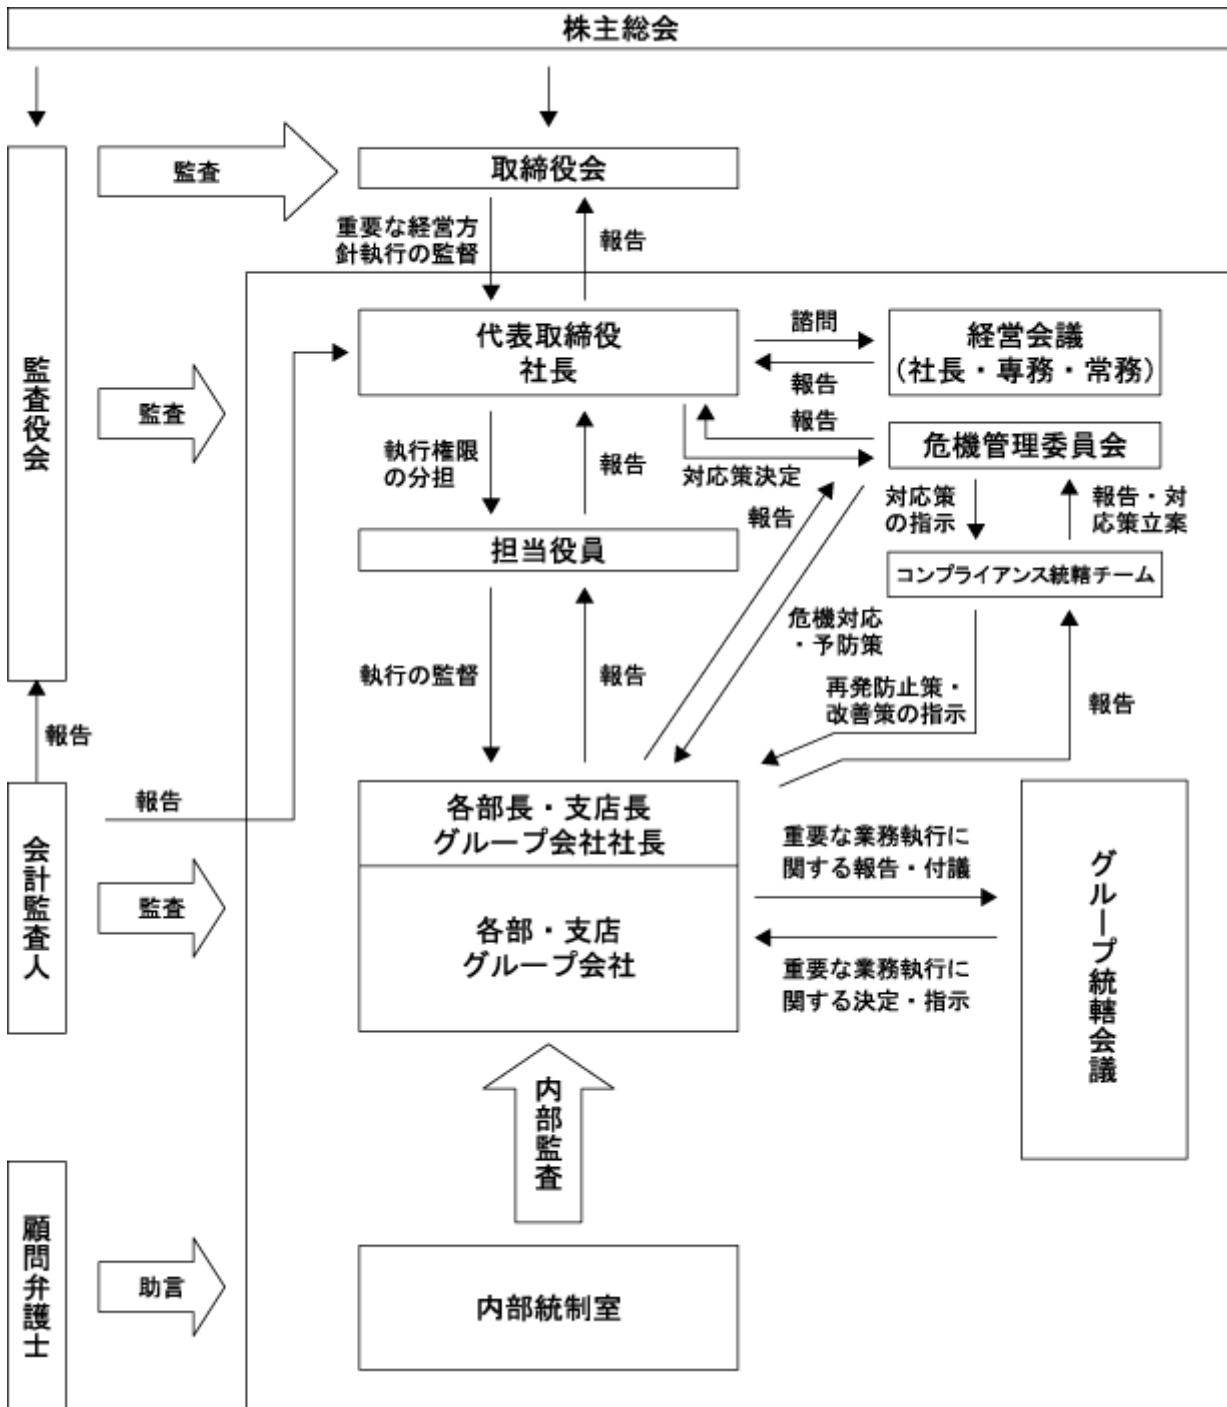 株主総会
監査
取締役会
重要な経営方
針執行の監督
報告
監査役会
代表取締役
社長
諮問
報告
経営会議
(社長・専務・常務)
監査
執行権限
の分担
報告
報告
対応策決定
危機管理委員会
報告
対応策
の指示
報告・対
応策立案
担当役員
コンプライアンス統轄チーム
執行の監督
報告
危機対応
・予防策
再発防止策・
改善策の指示
報告
報告
報告
会計監査人
監査
各部長・支店長
グループ会社社長
各部・支店
グループ会社
重要な業務執行に
関する報告・付議
重要な業務執行に
関する決定・指示
グループ統轄会議
内部監査
顧問弁護士
助言
内部統制室